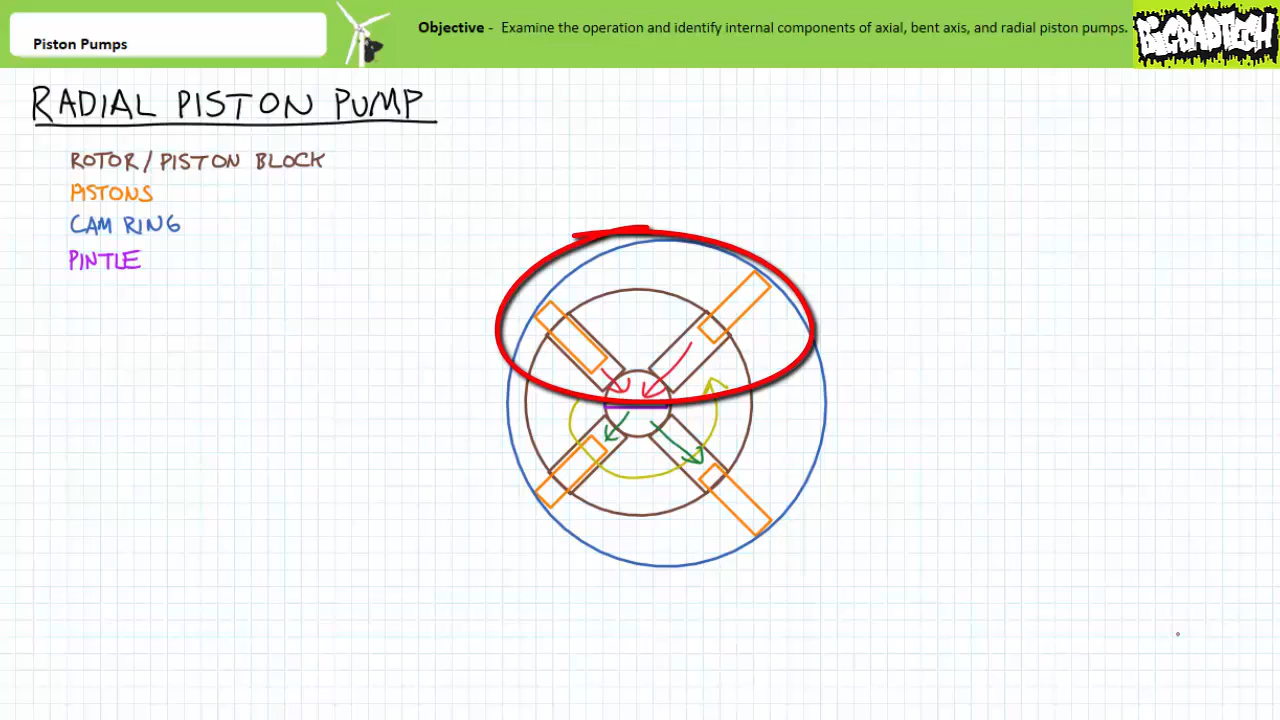 Piston Pumps
Objective - Examine the operation and identify internal components of axial, bent axis, and radial piston pumps.
BIGBADTECH
RADIAL PISTON PUMP
ROTOR/PISTON BLOCK
PISTONS
CAM RING
PINTLE